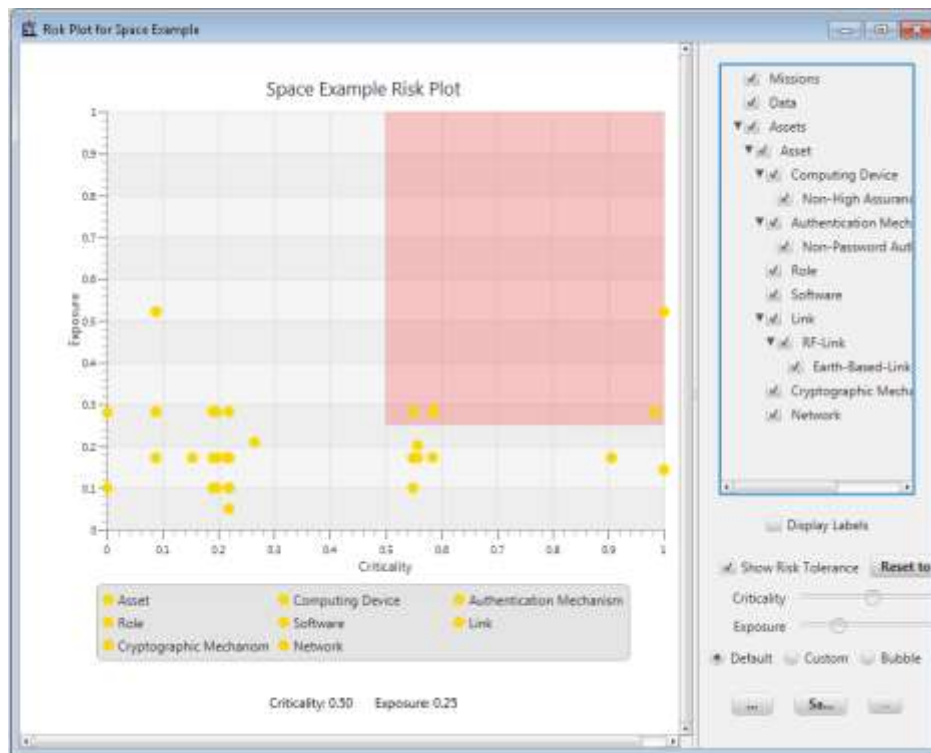 Risk Plot for Space Example
Space Example Risk Plot
1
0.9
0.8
0.7
0.6
0.5
0.4
0.3
0.2
0.1
0
Exposure
0 0.1 0.2 0.3 0.4 0.5 0.6 0.7 0.8 0.9 1
Criticality
Asset Computing Device Authentication Mechanism
Role Software Link
Cryptographic Mechanism Network
Criticality: 0.50 Exposure: 0.25
Missions
Data
Assets
Asset
Computing Device
Non-High Assuran
Authentication Mech
Non-Password Aut
Role
Software
Link
RF-Link
Earth-Based-Link
Cryptographic Mecha
Network
Display Labels
Show Risk Tolerance Reset to
Criticality
Exposure
Default Custom Bubble
... Sa... ...